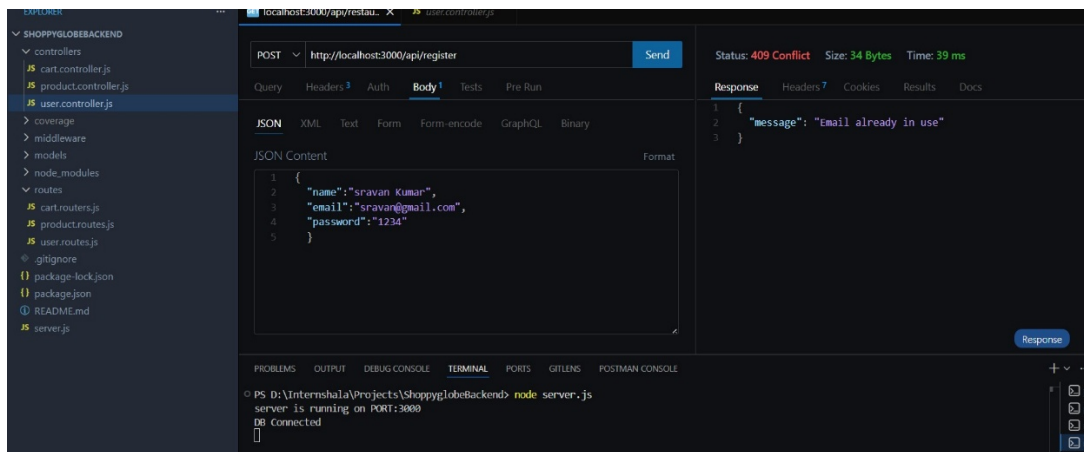 EXPLORER
SHOPPYGLOBEBACKEND
controllers
JS cart.controller.js
JS product.controller.js
JS user.controller.js
coverage
middleware
models
node_modules
routes
JS cart.routers.js
JS product.routes.js
JS user.routes.js
.gitignore
{} package-lock.json
{} package.json
README.md
JS server.js
localhost:3000/api/restau.. X JS user.controller.js
POST http://localhost:3000/api/register Send
Query Headers 3 Auth Body 1 Tests Pre Run
JSON XML Text Form Form-encode GraphQL Binary
JSON Content Format
1 {
2 "name":"sravan Kumar",
3 "email":"sravan@gmail.com",
4 "password":"1234"
5 }
Status: 409 Conflict Size: 34 Bytes Time: 39 ms
Response Headers 7 Cookies Results Docs
1 {
2 "message": "Email already in use"
3 }
Response
PROBLEMS OUTPUT DEBUG CONSOLE TERMINAL PORTS GITLENS POSTMAN CONSOLE
PS D:\Internshala\Projects\ShoppyglobeBackend> node server.js
server is running on PORT:3000
DB Connected